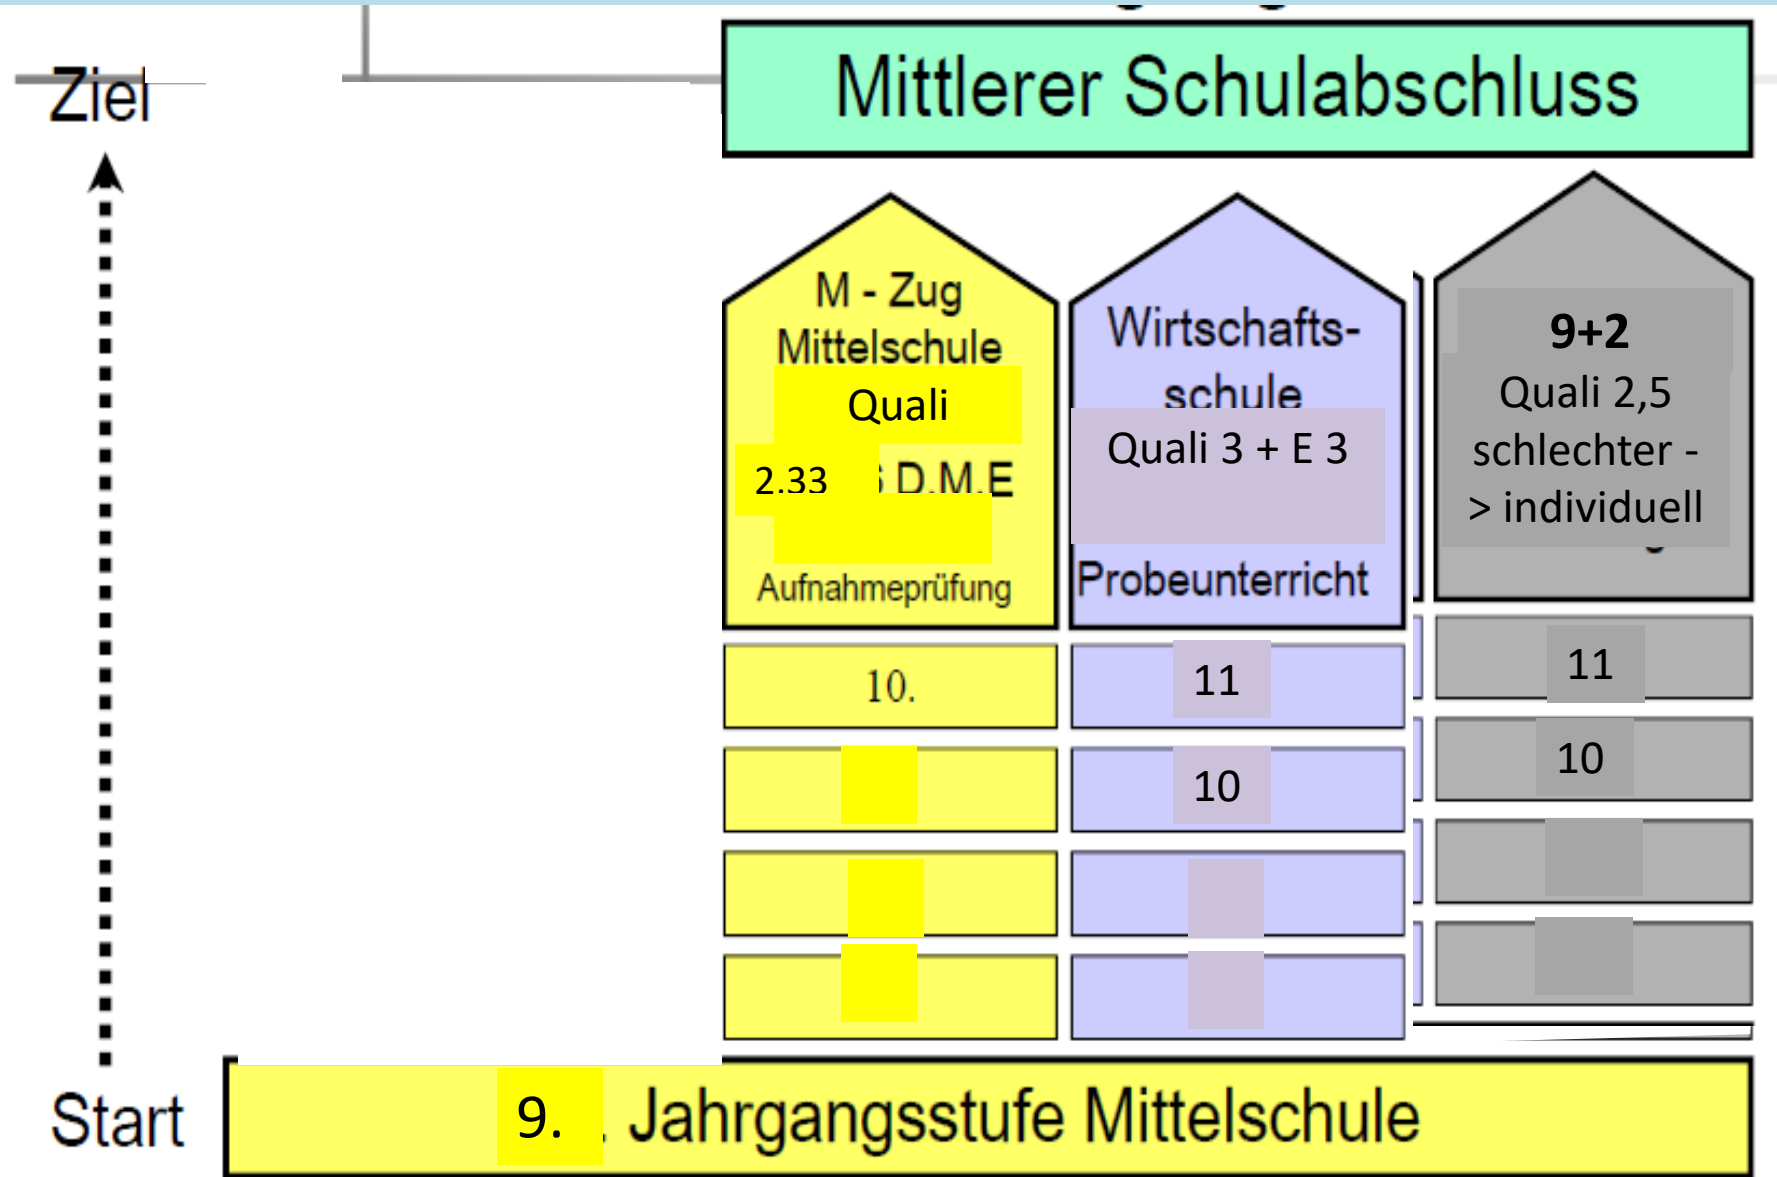 Mittlerer Schulabschluss
Ziel
M - Zug
Mittelschule
Quali
2.33 D.M.E
Aufnahmeprüfung
Wirtschafts-
schule
Quali 3 + E 3
Probeunterricht
9+2
Quali 2,5
schlechter -
> individuell
10.
11
11
10
10
Start
9. . Jahrgangsstufe Mittelschule